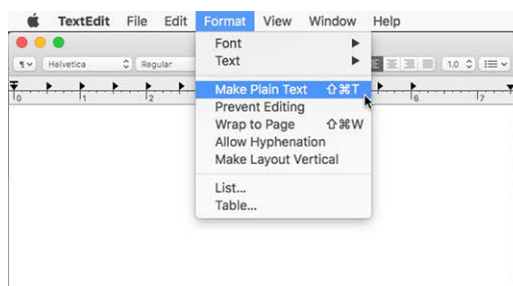 TextEdit File Edit Format View Window Help
¶ Helvetica Regular 1.0
0 1 2 6 7
Font
Text
Make Plain Text ⇧⌘T
Prevent Editing
Wrap to Page ⇧⌘W
Allow Hyphenation
Make Layout Vertical
List...
Table...